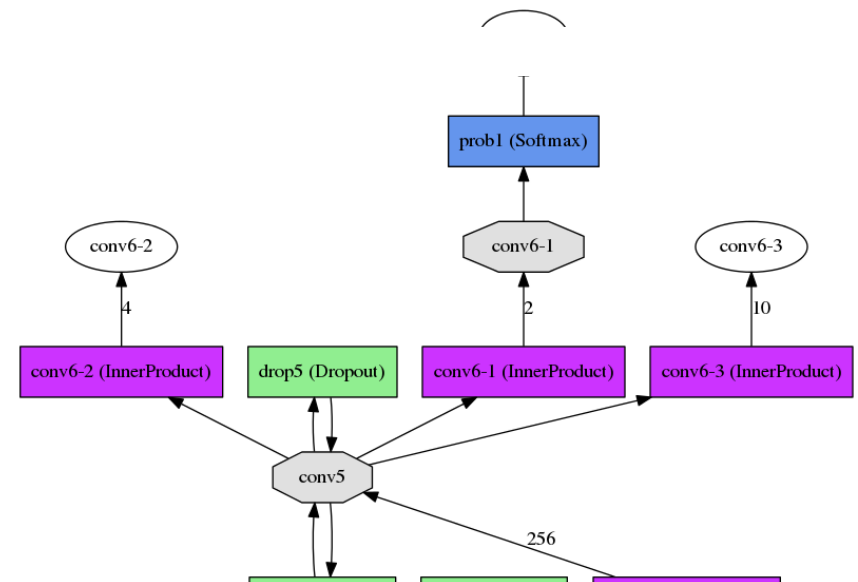 prob1 (Softmax)
conv6-2
conv6-1
conv6-3
4
2
10
conv6-2 (InnerProduct)
drop5 (Dropout)
conv6-1 (InnerProduct)
conv6-3 (InnerProduct)
conv5
256